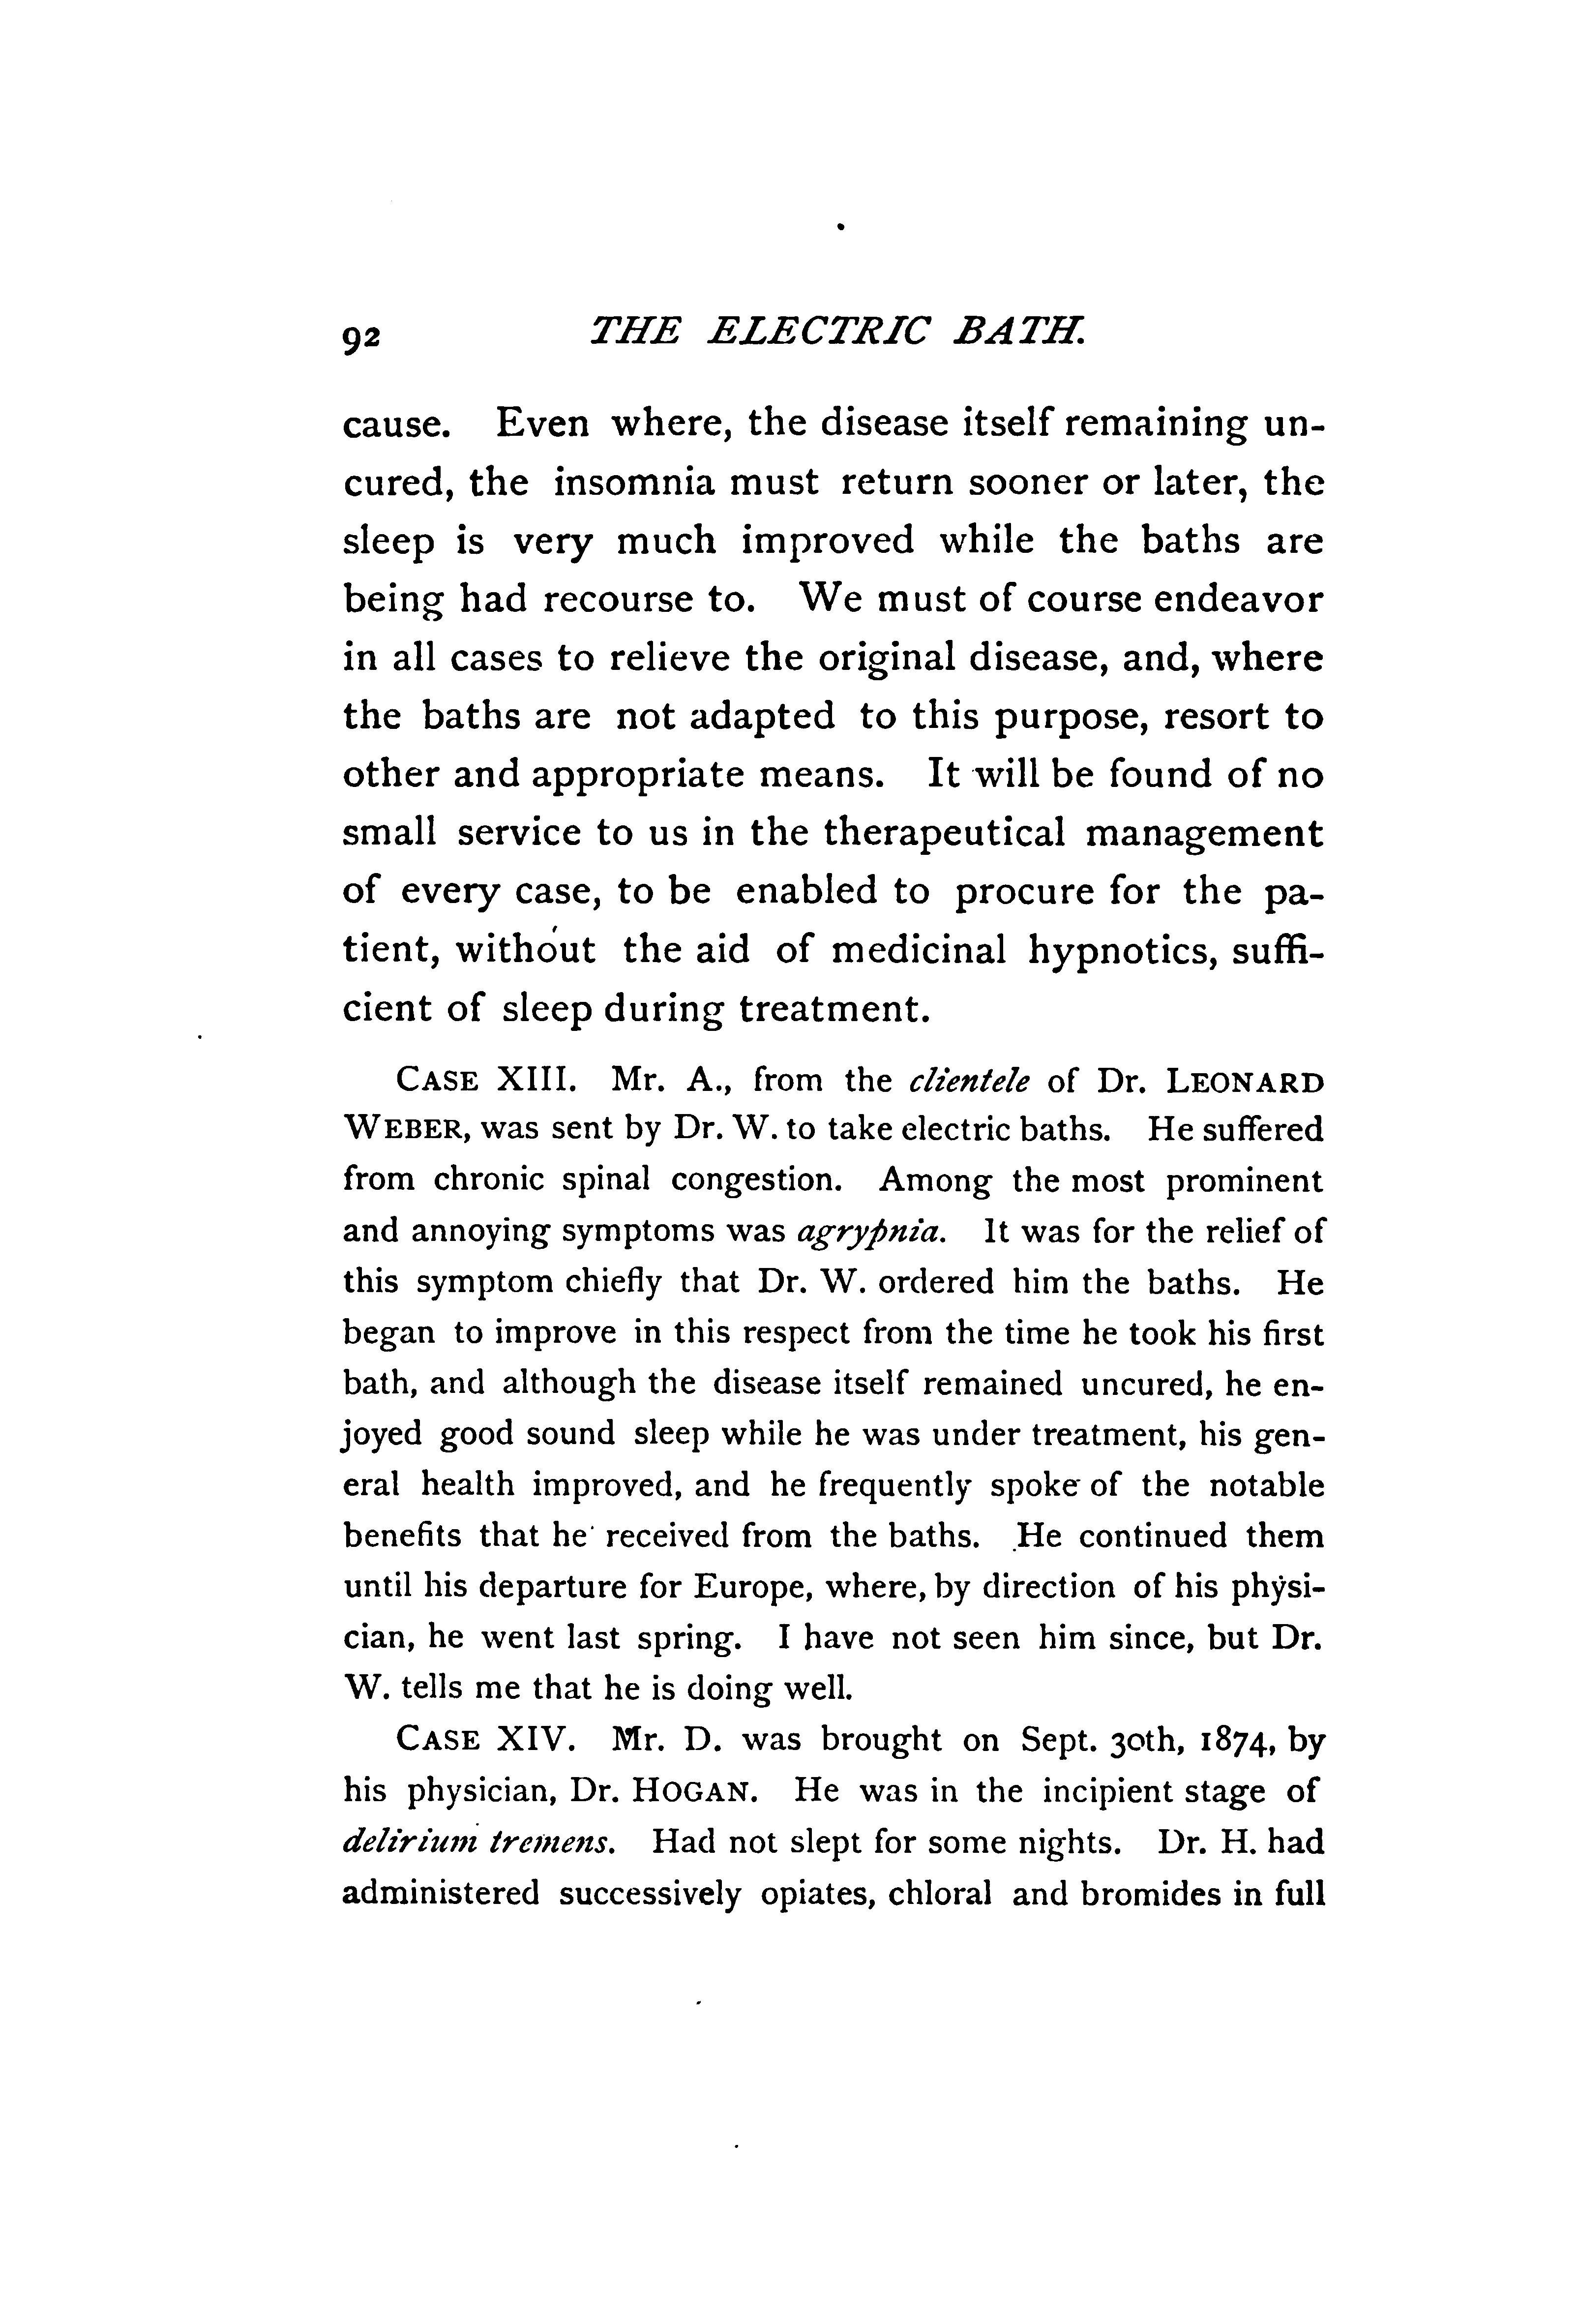 92 THE ELECTRIC BATH.
cause. Even where, the disease itself remaining un-
cured, the insomnia must return sooner or later, the
sleep is very much improved while the baths are
being had recourse to. We must of course endeavor
in all cases to relieve the original disease, and, where
the baths are not adapted to this purpose, resort to
other and appropriate means. It will be found of no
small service to us in the therapeutical management
of every case, to be enabled to procure for the pa-
tient, without the aid of medicinal hypnotics, suffi-
cient of sleep during treatment.
CASE XIII. Mr. A., from the clientele of Dr. LEONARD
WEBER, was sent by Dr. W. to take electric baths. He suffered
from chronic spinal congestion. Among the most prominent
and annoying symptoms was agrypnia. It was for the relief of
this symptom chiefly that Dr. W. ordered him the baths. He
began to improve in this respect from the time he took his first
bath, and although the disease itself remained uncured, he en-
joyed good sound sleep while he was under treatment, his gen-
eral health improved, and he frequently spoke of the notable
benefits that he received from the baths. He continued them
until his departure for Europe, where, by direction of his physi-
cian, he went last spring. I have not seen him since, but Dr.
W. tells me that he is doing well.
CASE XIV. Mr. D. was brought on Sept. 30th, 1874, by
his physician, Dr. HOGAN. He was in the incipient stage of
delirium tremens. Had not slept for some nights. Dr. H. had
administered successively opiates, chloral and bromides in full